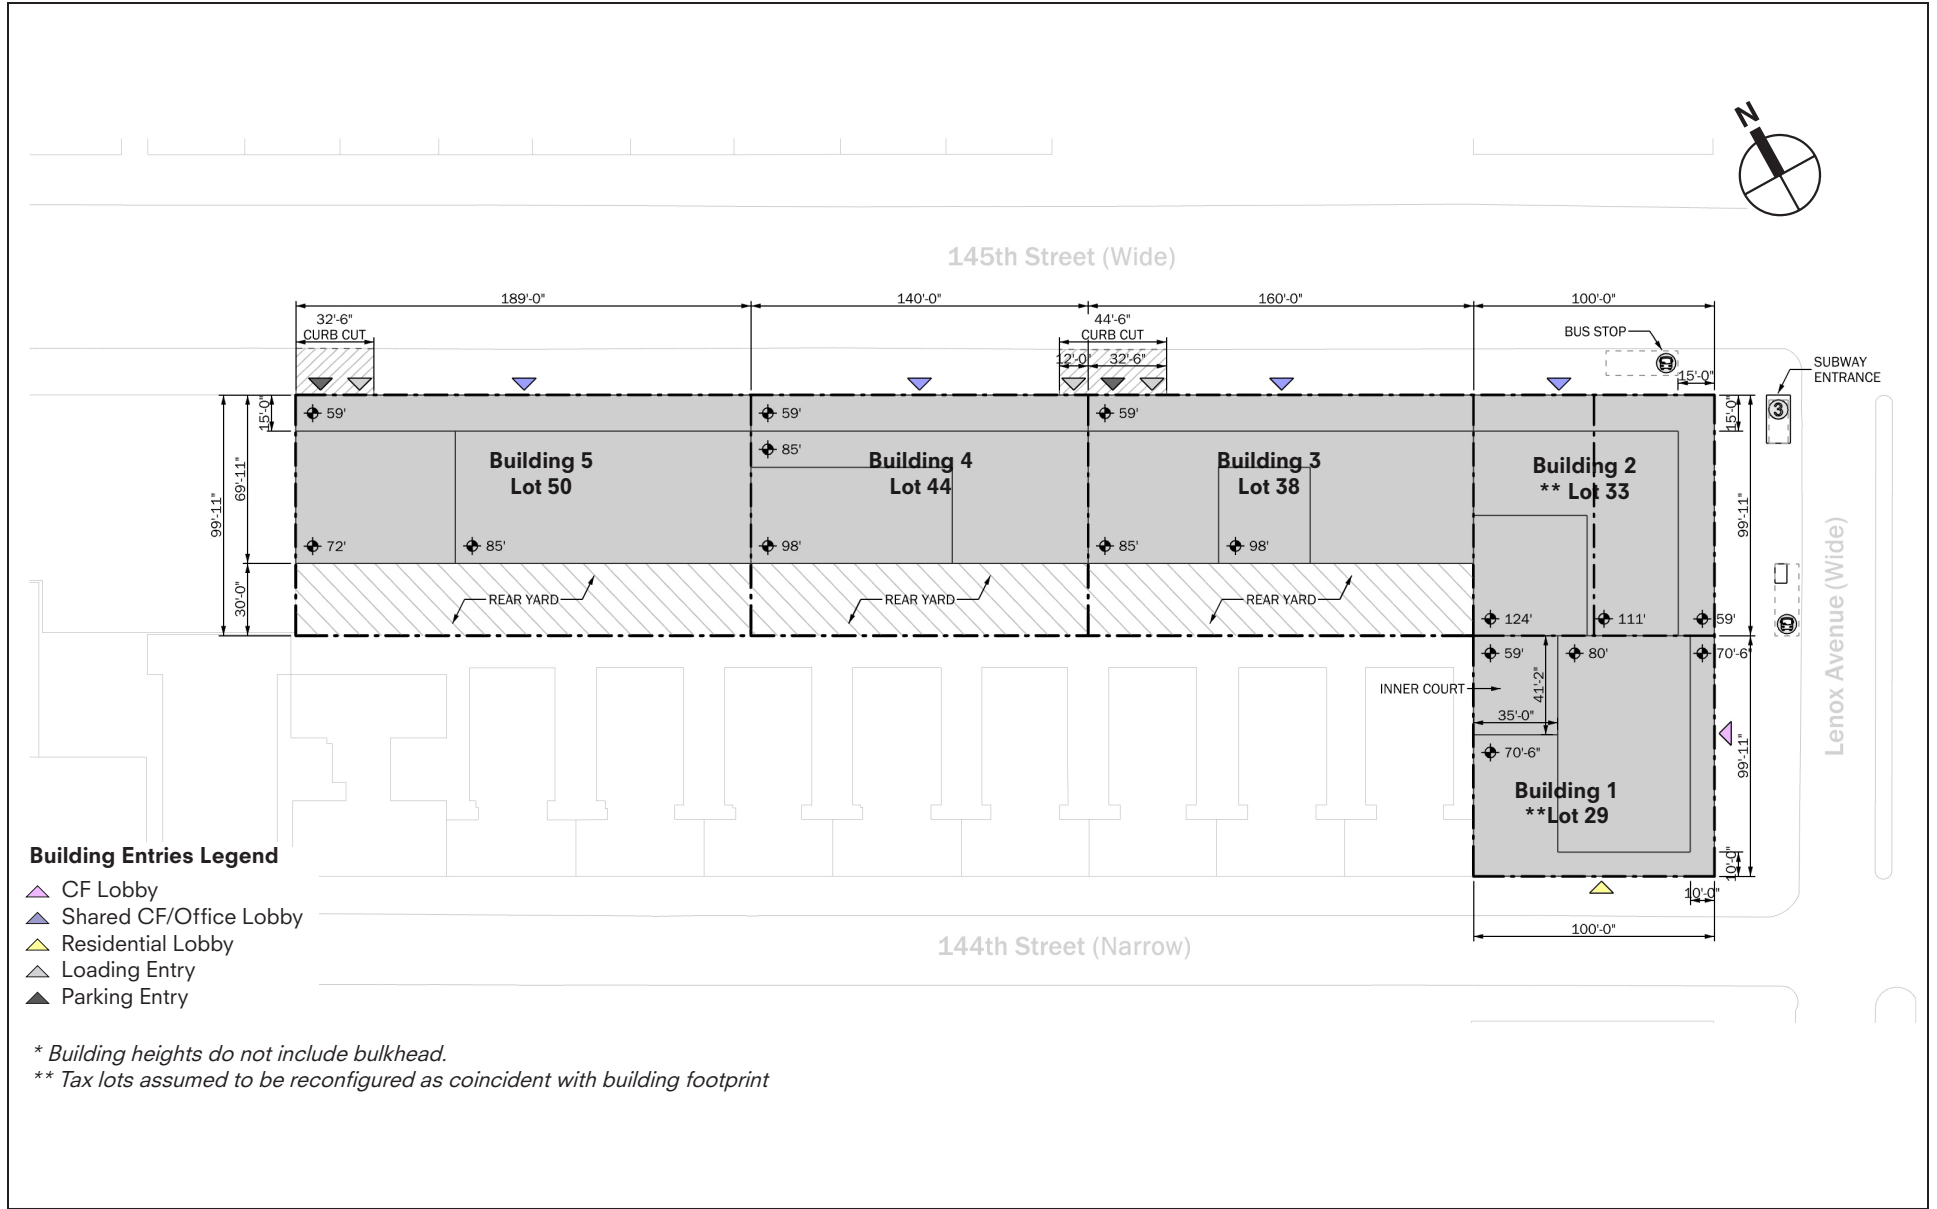 N
145th Street (Wide)
189'-0"
140'-0"
160'-0"
100'-0"
32'-6"
CURB CUT
44'-6"
CURB CUT
12'-0"
32'-6"
BUS STOP
15'-0"
SUBWAY
ENTRANCE
3
15'-0"
59'
59'
59'
15'-0"
85'
69'-11"
99'-11"
Building 5
Lot 50
Building 4
Lot 44
Building 3
Lot 38
Building 2
** Lot 33
99'-11"
72'
85'
98'
85'
98'
30'-0"
REAR YARD
REAR YARD
REAR YARD
124'
111'
59'
59'
80'
70'-6"
INNER COURT
41'-2"
35'-0"
70'-6"
Lenox Avenue (Wide)
99'-11"
Building 1
**Lot 29
10'-0"
10'-0"
100'-0"
144th Street (Narrow)
Building Entries Legend
CF Lobby
Shared CF/Office Lobby
Residential Lobby
Loading Entry
Parking Entry
* Building heights do not include bulkhead.
** Tax lots assumed to be reconfigured as coincident with building footprint